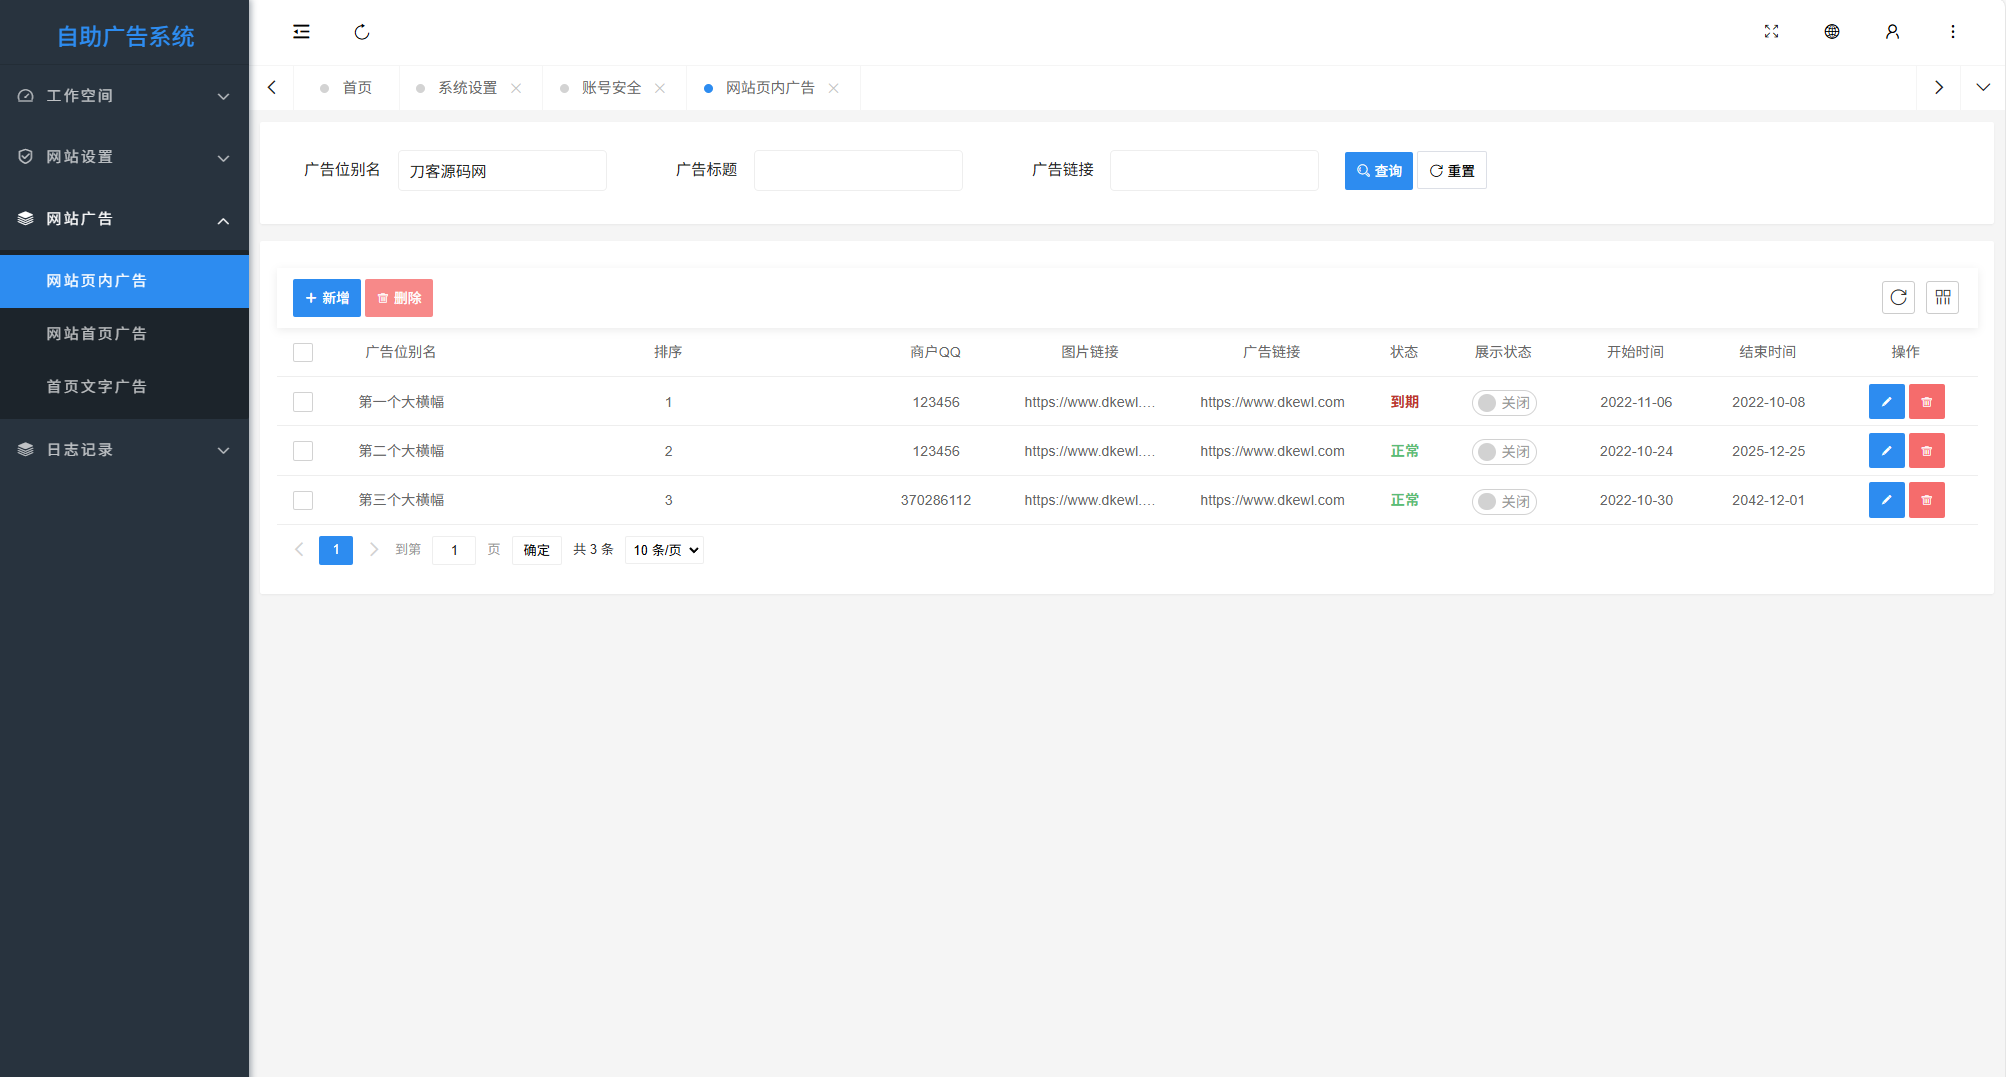 自助广告系统
工作空间
网站设置
网站广告
网站页内广告
网站首页广告
首页文字广告
日志记录
首页 系统设置 账号安全 网站页内广告
广告位别名 刀客源码网 广告标题 广告链接 查询 重置
新增 删除
广告位别名 排序 商户QQ 图片链接 广告链接 状态 展示状态 开始时间 结束时间 操作
第一个大横幅 1 123456 https://www.dkewl.... https://www.dkewl.com 到期 关闭 2022-11-06 2022-10-08
第二个大横幅 2 123456 https://www.dkewl.... https://www.dkewl.com 正常 关闭 2022-10-24 2025-12-25
第三个大横幅 3 370286112 https://www.dkewl.... https://www.dkewl.com 正常 关闭 2022-10-30 2042-12-01
1 到第 1 页 确定 共 3 条 10 条/页